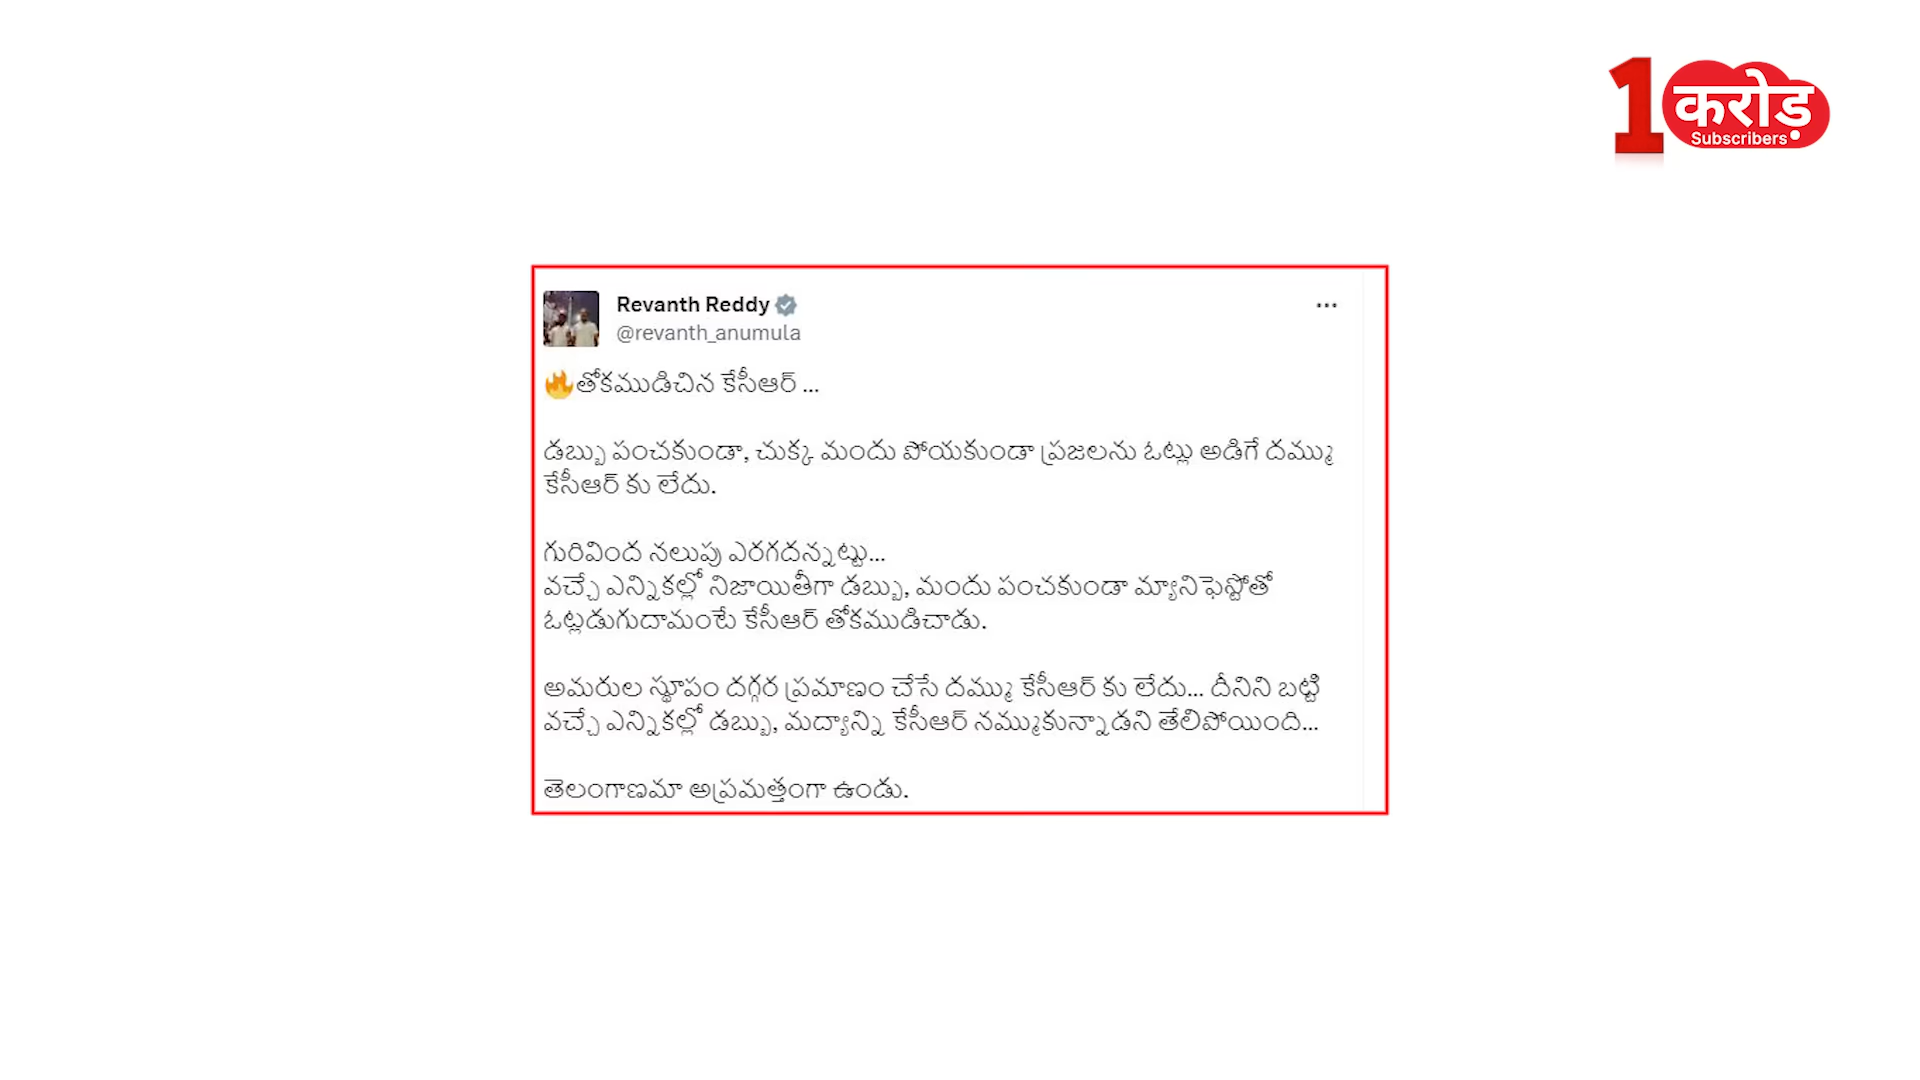 1 करोड़
Subscribers
Revanth Reddy
@revanth_anumula
🔥తోకముడిచిన కేసీఆర్ ...
డబ్బు పంచకుండా, చుక్క మందు పోయకుండా ప్రజలను ఓట్లు అడిగే దమ్ము
కేసీఆర్ కు లేదు.
గురివింద నలుపు ఎరగదన్నట్టు...
వచ్చే ఎన్నికల్లో నిజాయితీగా డబ్బు, మందు పంచకుండా మ్యానిఫెస్టోతో
ఓట్లడుగుదామంటే కేసీఆర్ తోకముడిచాడు.
అమరుల స్థూపం దగ్గర ప్రమాణం చేసే దమ్ము కేసీఆర్ కు లేదు... దీనిని బట్టి
వచ్చే ఎన్నికల్లో డబ్బు, మద్యాన్ని కేసీఆర్ నమ్ముకున్నాడని తేలిపోయింది...
తెలంగాణమా అప్రమత్తంగా ఉండు.